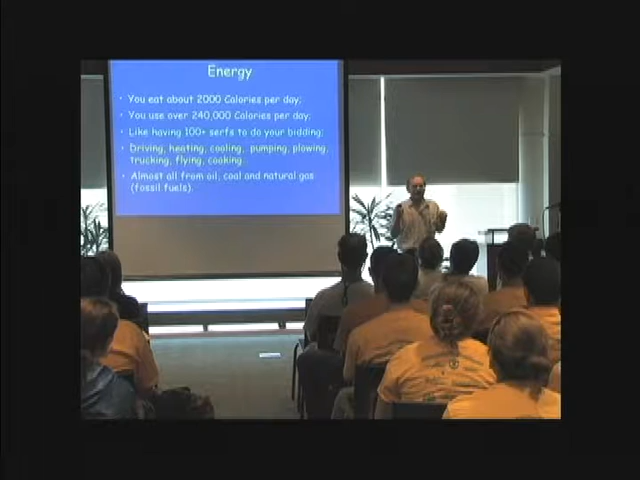 Energy
• You eat about 2000 Calories per day;
• You use over 240,000 Calories per day;
• Like having 100+ serfs to do your bidding;
• Driving, heating, cooling, pumping, plowing,
trucking, flying, cooking
• Almost all from oil, coal and natural gas
(fossil fuels).